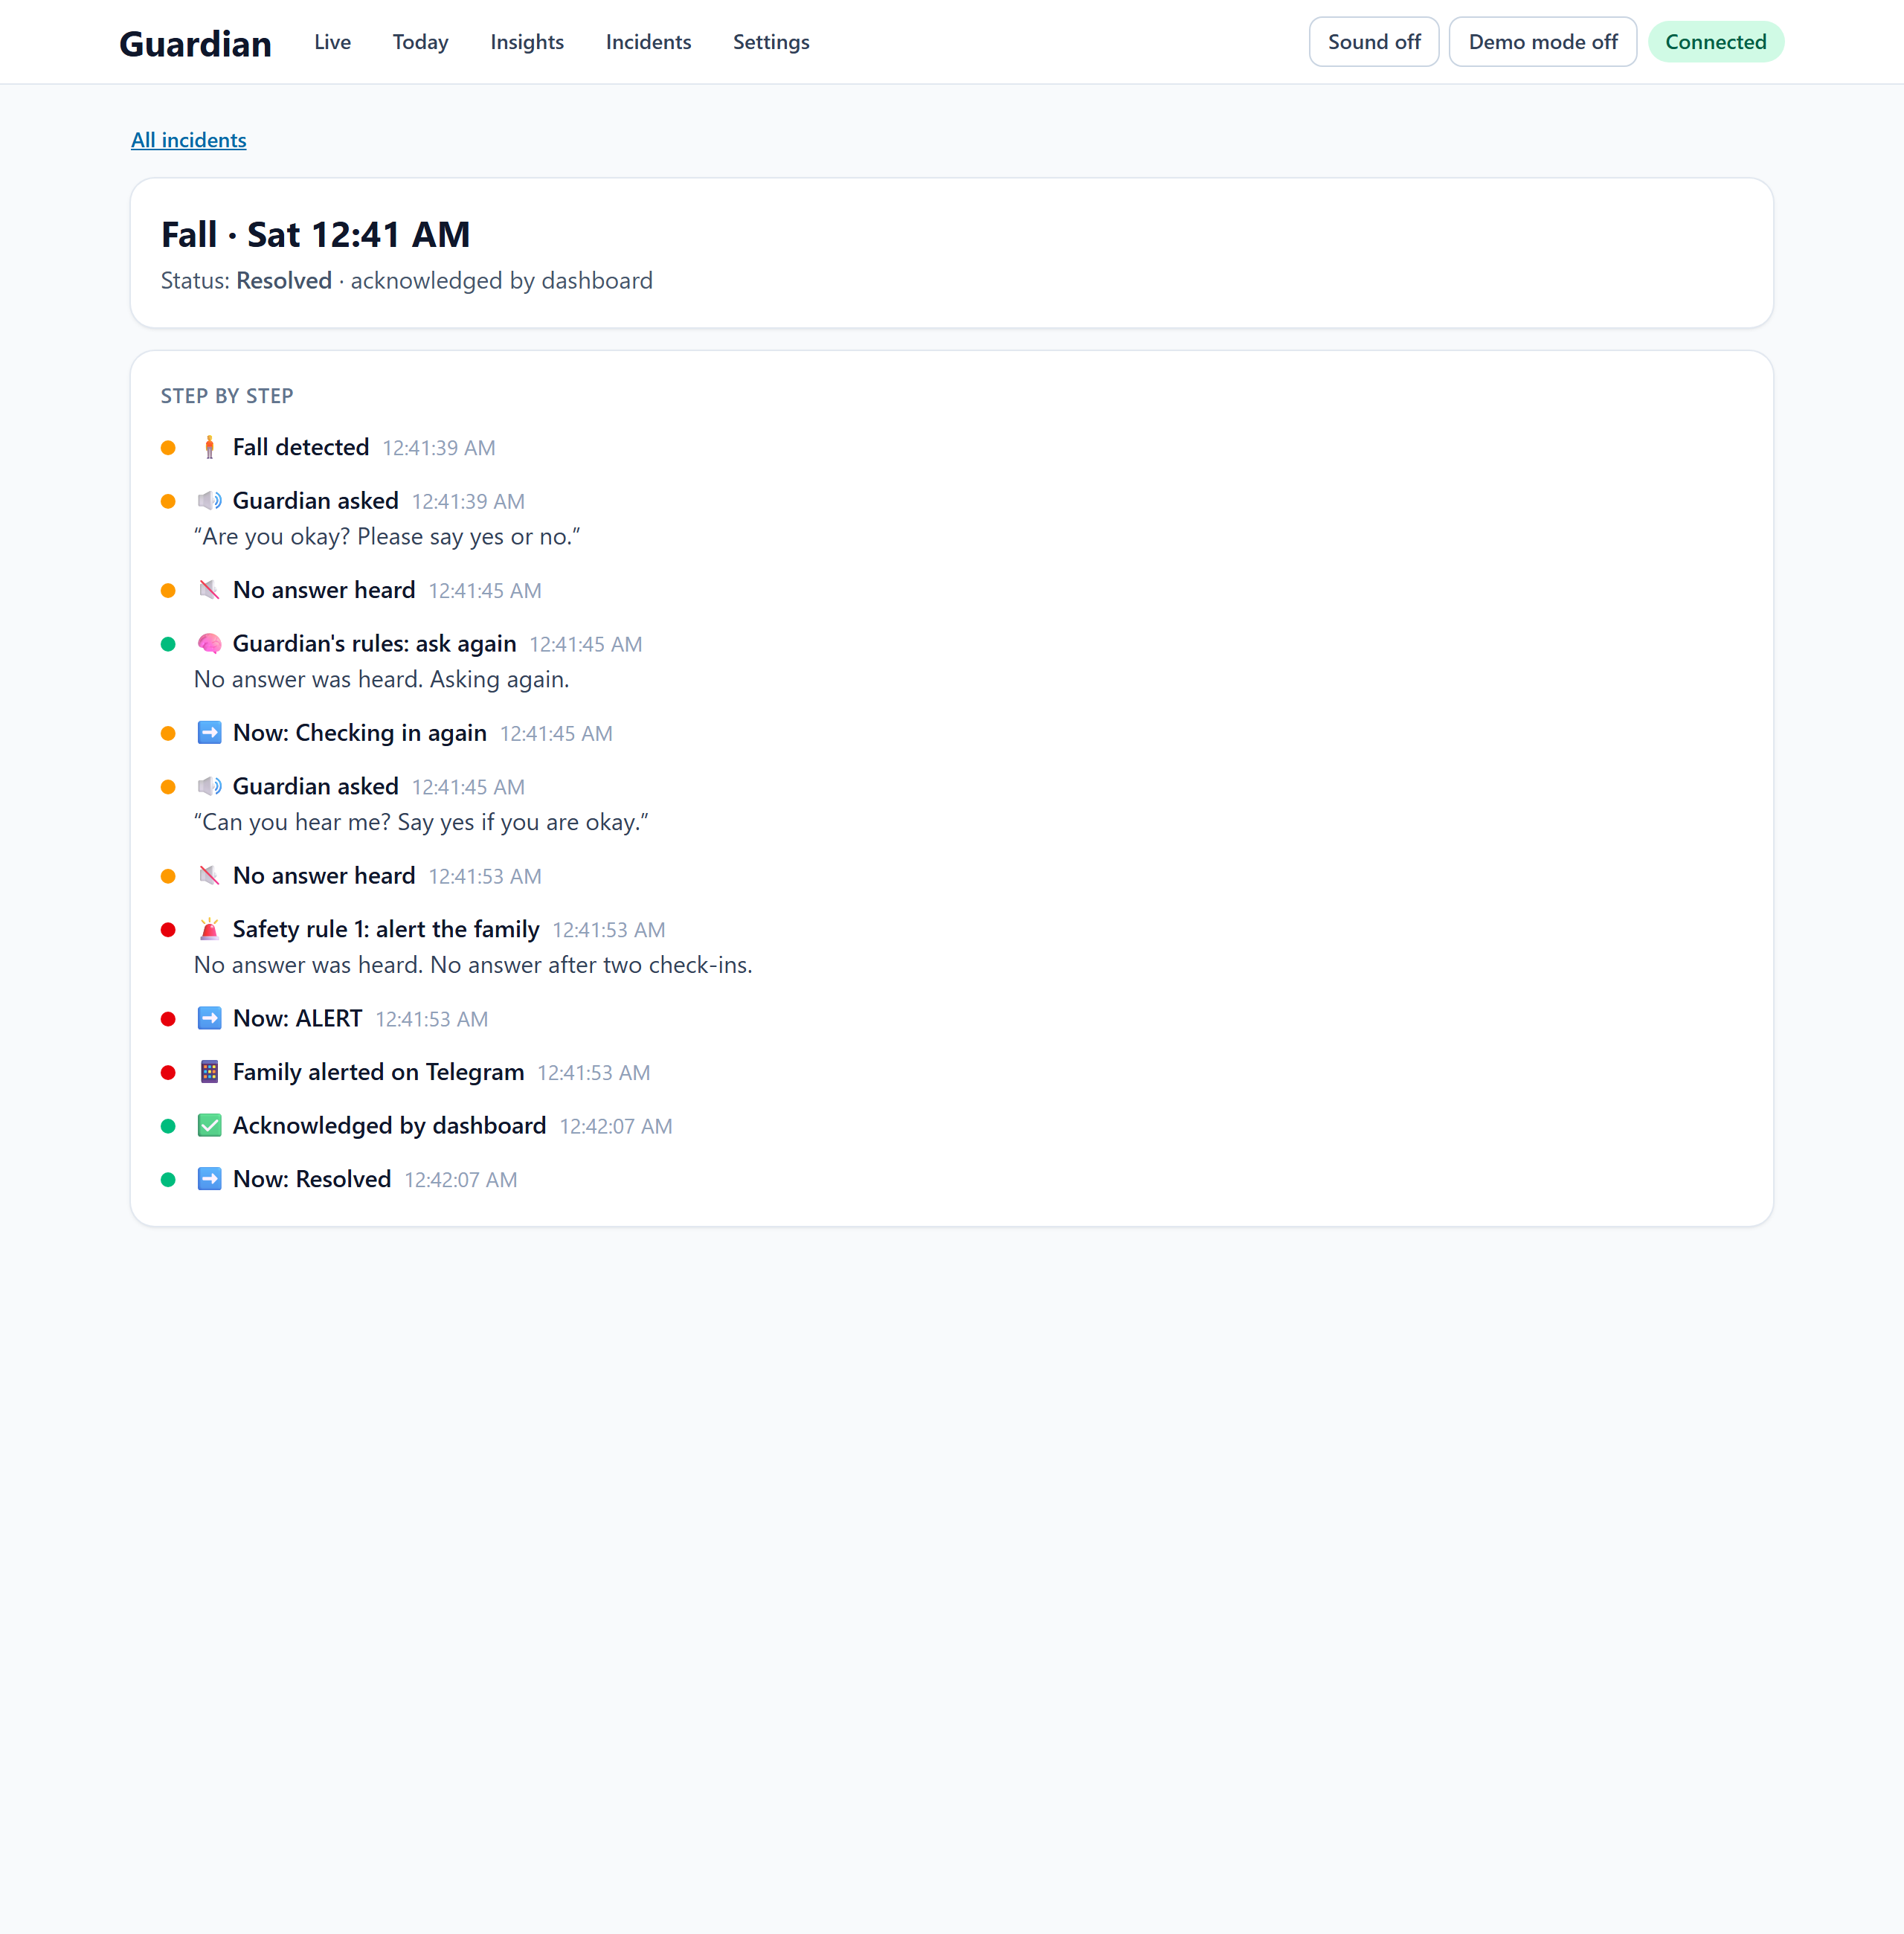 Guardian Live Today Insights Incidents Settings Sound off Demo mode off Connected
All incidents
Fall · Sat 12:41 AM
Status: Resolved · acknowledged by dashboard
STEP BY STEP
Fall detected 12:41:39 AM
Guardian asked 12:41:39 AM
“Are you okay? Please say yes or no.”
No answer heard 12:41:45 AM
Guardian's rules: ask again 12:41:45 AM
No answer was heard. Asking again.
Now: Checking in again 12:41:45 AM
Guardian asked 12:41:45 AM
“Can you hear me? Say yes if you are okay.”
No answer heard 12:41:53 AM
Safety rule 1: alert the family 12:41:53 AM
No answer was heard. No answer after two check-ins.
Now: ALERT 12:41:53 AM
Family alerted on Telegram 12:41:53 AM
Acknowledged by dashboard 12:42:07 AM
Now: Resolved 12:42:07 AM